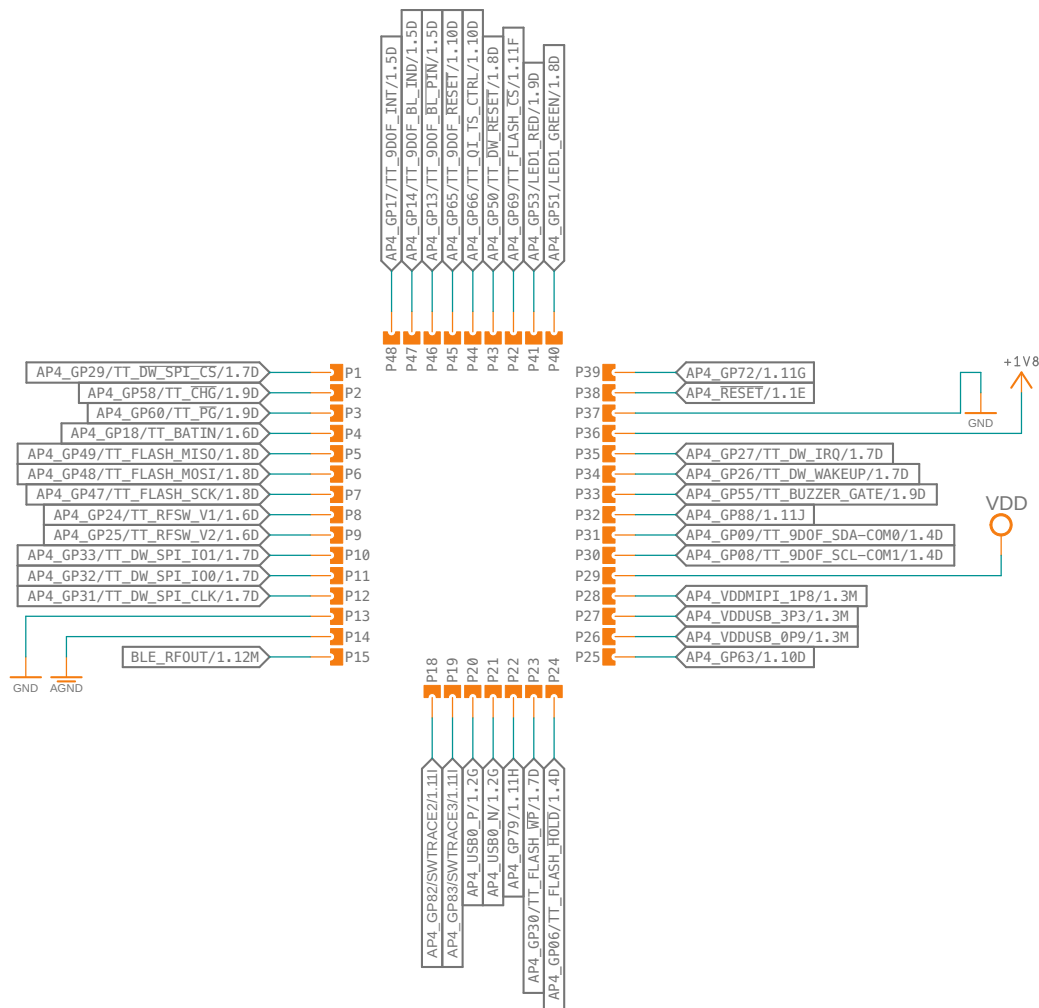 AP4_GP17/TT_9DOF_INT/1.5D
AP4_GP14/TT_9DOF_BL_IND/1.5D
AP4_GP13/TT_9DOF_BL_PIN/1.5D
AP4_GP65/TT_9DOF_RESET/1.10D
AP4_GP66/TT_QI_TS_CTRL/1.10D
AP4_GP50/TT_DW_RESET/1.8D
AP4_GP69/TT_FLASH_CS/1.11F
AP4_GP53/LED1_RED/1.9D
AP4_GP51/LED1_GREEN/1.8D
P48
P47
P46
P45
P44
P43
P42
P41
P40
AP4_GP29/TT_DW_SPI_CS/1.7D P1
AP4_GP58/TT_CHG/1.9D P2
AP4_GP60/TT_PG/1.9D P3
AP4_GP18/TT_BATIN/1.6D P4
AP4_GP49/TT_FLASH_MISO/1.8D P5
AP4_GP48/TT_FLASH_MOSI/1.8D P6
AP4_GP47/TT_FLASH_SCK/1.8D P7
AP4_GP24/TT_RFSW_V1/1.6D P8
AP4_GP25/TT_RFSW_V2/1.6D P9
AP4_GP33/TT_DW_SPI_IO1/1.7D P10
AP4_GP32/TT_DW_SPI_IO0/1.7D P11
AP4_GP31/TT_DW_SPI_CLK/1.7D P12
P13
P14
BLE_RFOUT/1.12M P15
GND
AGND
P39 AP4_GP72/1.11G
P38 AP4_RESET/1.1E
P37
GND
+1V8
P36
P35 AP4_GP27/TT_DW_IRQ/1.7D
P34 AP4_GP26/TT_DW_WAKEUP/1.7D
P33 AP4_GP55/TT_BUZZER_GATE/1.9D
P32 AP4_GP88/1.11J
P31 AP4_GP09/TT_9DOF_SDA-COM0/1.4D
P30 AP4_GP08/TT_9DOF_SCL-COM1/1.4D
VDD
P29
P28 AP4_VDDMIPI_1P8/1.3M
P27 AP4_VDDUSB_3P3/1.3M
P26 AP4_VDDUSB_0P9/1.3M
P25 AP4_GP63/1.10D
P18
P19
P20
P21
P22
P23
P24
AP4_GP82/SWTRACE2/1.11I
AP4_GP83/SWTRACE3/1.11I
AP4_USB0_P/1.2G
AP4_USB0_N/1.2G
AP4_GP79/1.11H
AP4_GP30/TT_FLASH_WP/1.7D
AP4_GP06/TT_FLASH_HOLD/1.4D